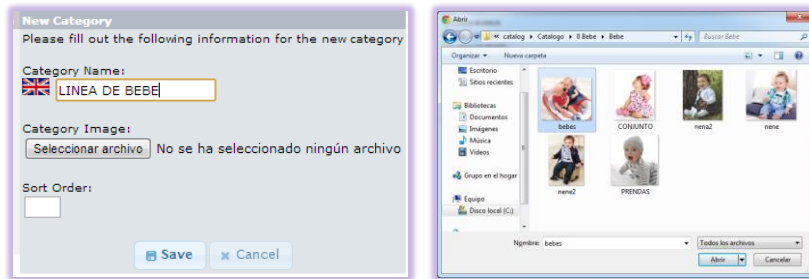 New Category
Please fill out the following information for the new category
Category Name:
LINEA DE BEBE
Category Image:
Seleccionar archivo No se ha seleccionado ningún archivo
Sort Order:
Save Cancel
Abrir
« catalog ▸ Catalogo ▸ 0 Bebe ▸ Bebe
Buscar Bebe
Organizar Nueva carpeta
Escritorio
Sitios recientes
Bibliotecas
Documentos
Imágenes
Música
Vídeos
Grupo en el hogar
Equipo
Disco local (C:)
bebes CONJUNTO nena2 nene
nene2 PRENDAS
Nombre: bebes Todos los archivos
Abrir Cancelar